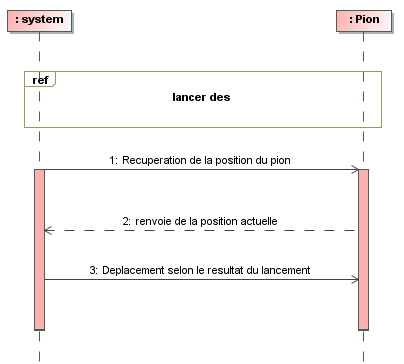 : system
: Pion
ref
lancer des
1: Recuperation de la position du pion
2: renvoie de la position actuelle
3: Deplacement selon le resultat du lancement